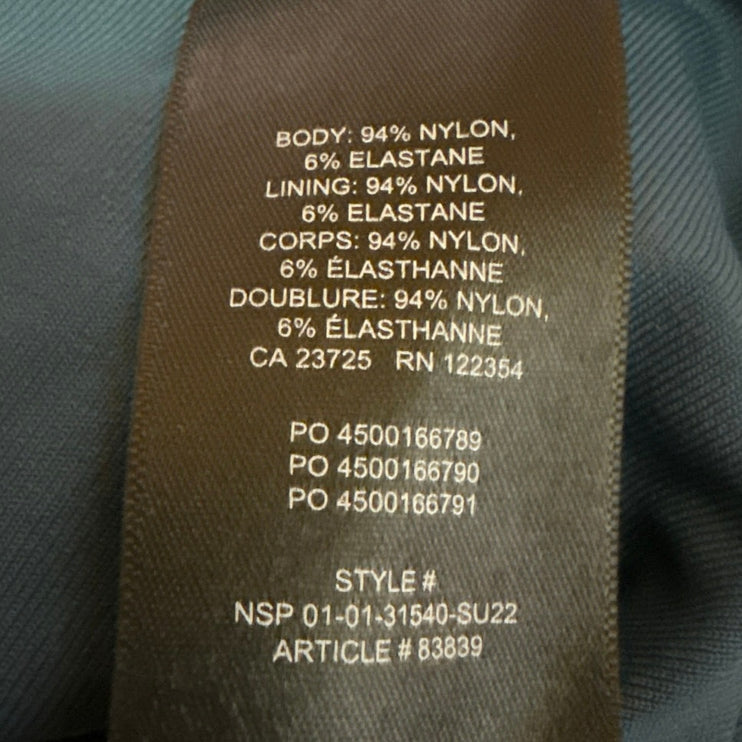 BODY: 94% NYLON,
6% ELASTANE
LINING: 94% NYLON,
6% ELASTANE
CORPS: 94% NYLON,
6% ÉLASTHANNE
DOUBLURE: 94% NYLON,
6% ÉLASTHANNE
CA 23725 RN 122354
PO 4500166789
PO 4500166790
PO 4500166791
STYLE #
NSP 01-01-31540-SU22
ARTICLE # 83839